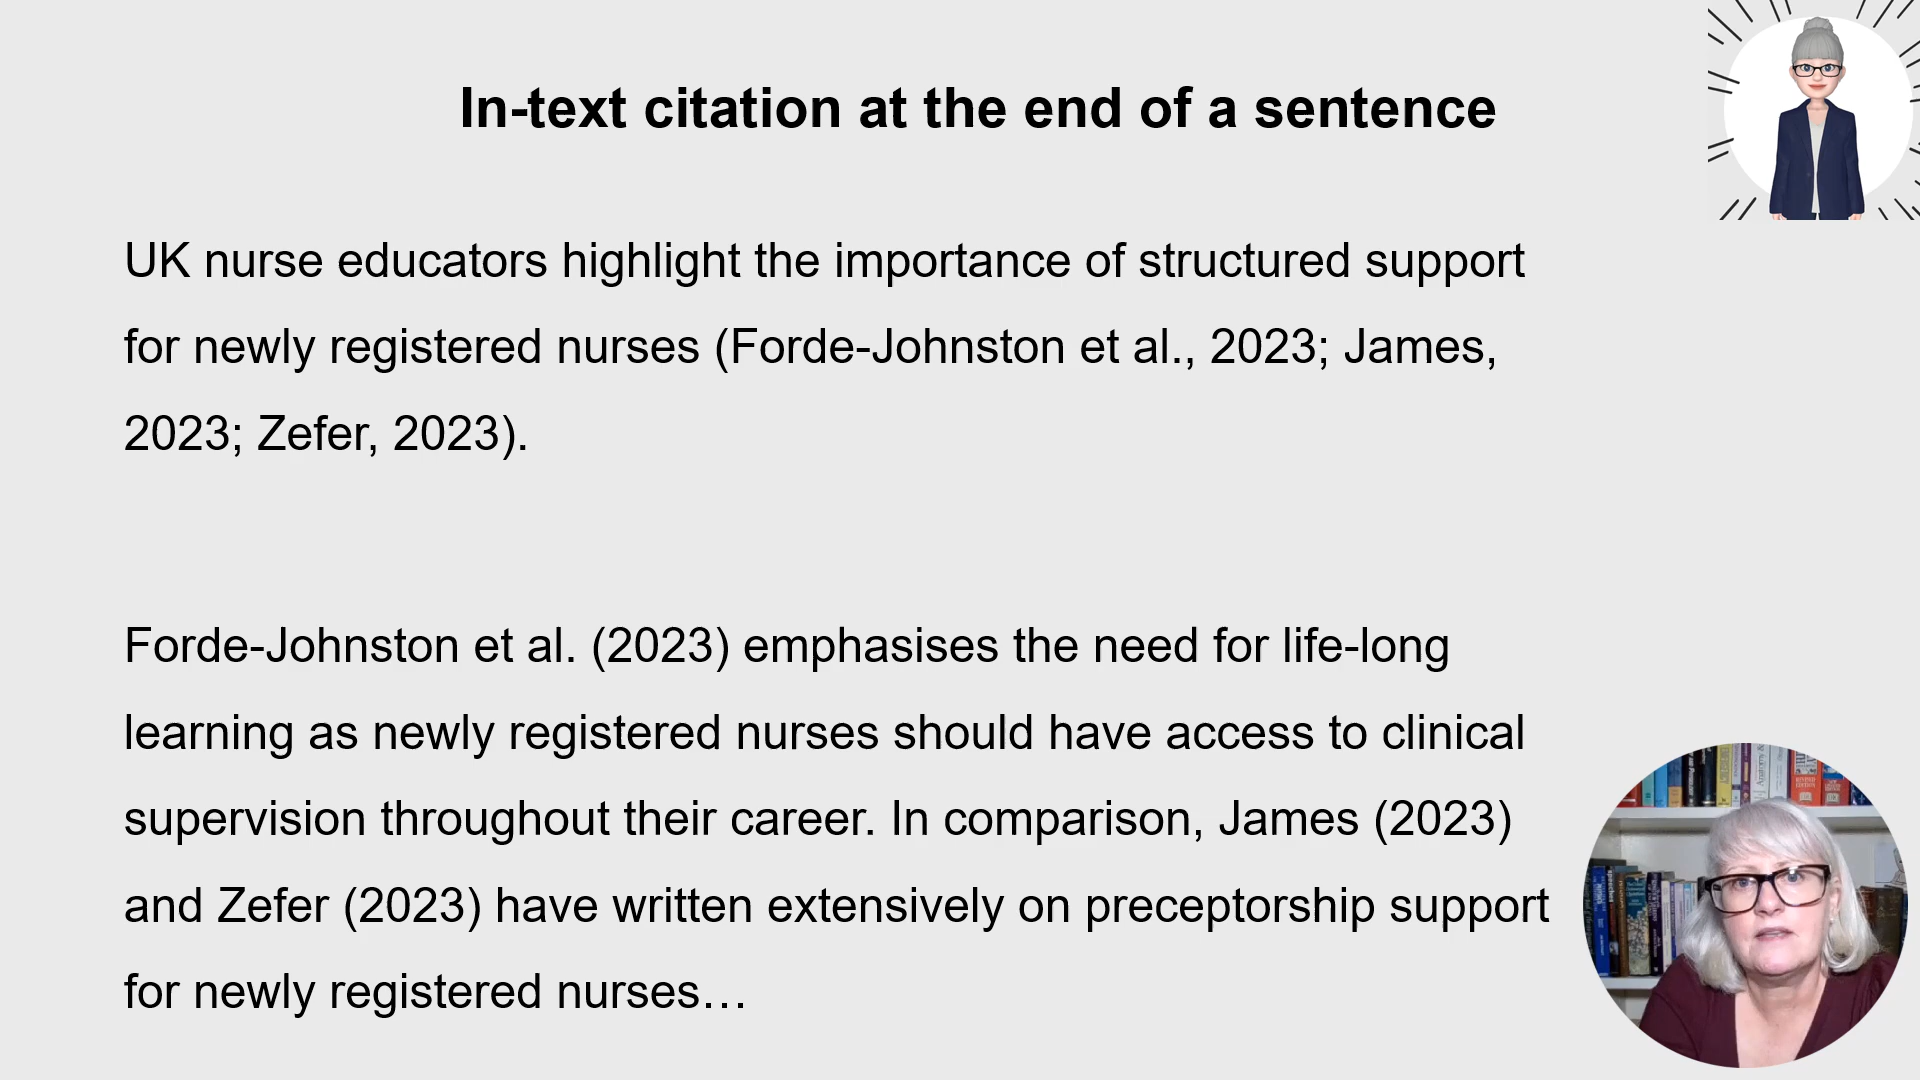 In-text citation at the end of a sentence
UK nurse educators highlight the importance of structured support
for newly registered nurses (Forde-Johnston et al., 2023; James,
2023; Zefer, 2023).
Forde-Johnston et al. (2023) emphasises the need for life-long
learning as newly registered nurses should have access to clinical
supervision throughout their career. In comparison, James (2023)
and Zefer (2023) have written extensively on preceptorship support
for newly registered nurses…